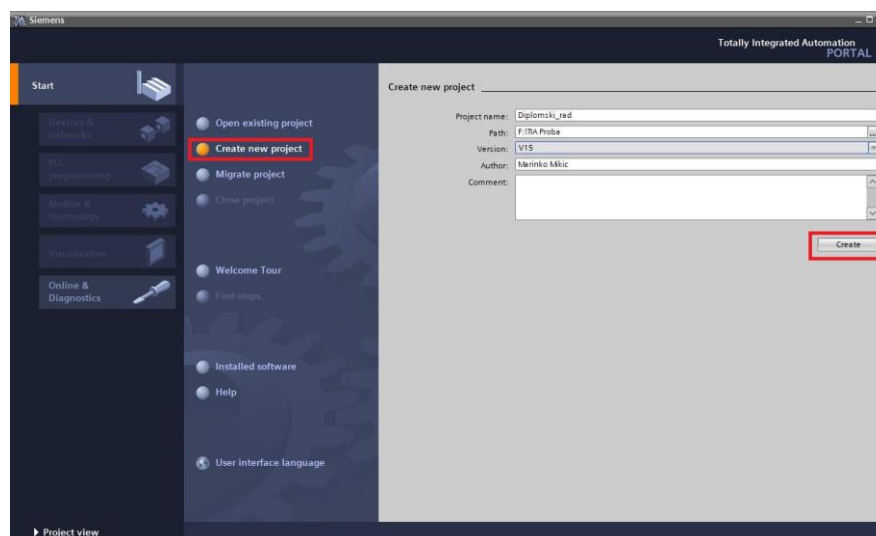 Siemens
Totally Integrated Automation
PORTAL
Start
Devices &
networks
PLC
programming
Motion &
technology
Visualization
Online &
Diagnostics
Open existing project
Create new project
Migrate project
Close project
Welcome Tour
First steps
Installed software
Help
User interface language
Create new project
Project name: Diplomski_rad
Path: F:\TIA Proba
Version: V15
Author: Marinko Mikic
Comment:
Create
Project view